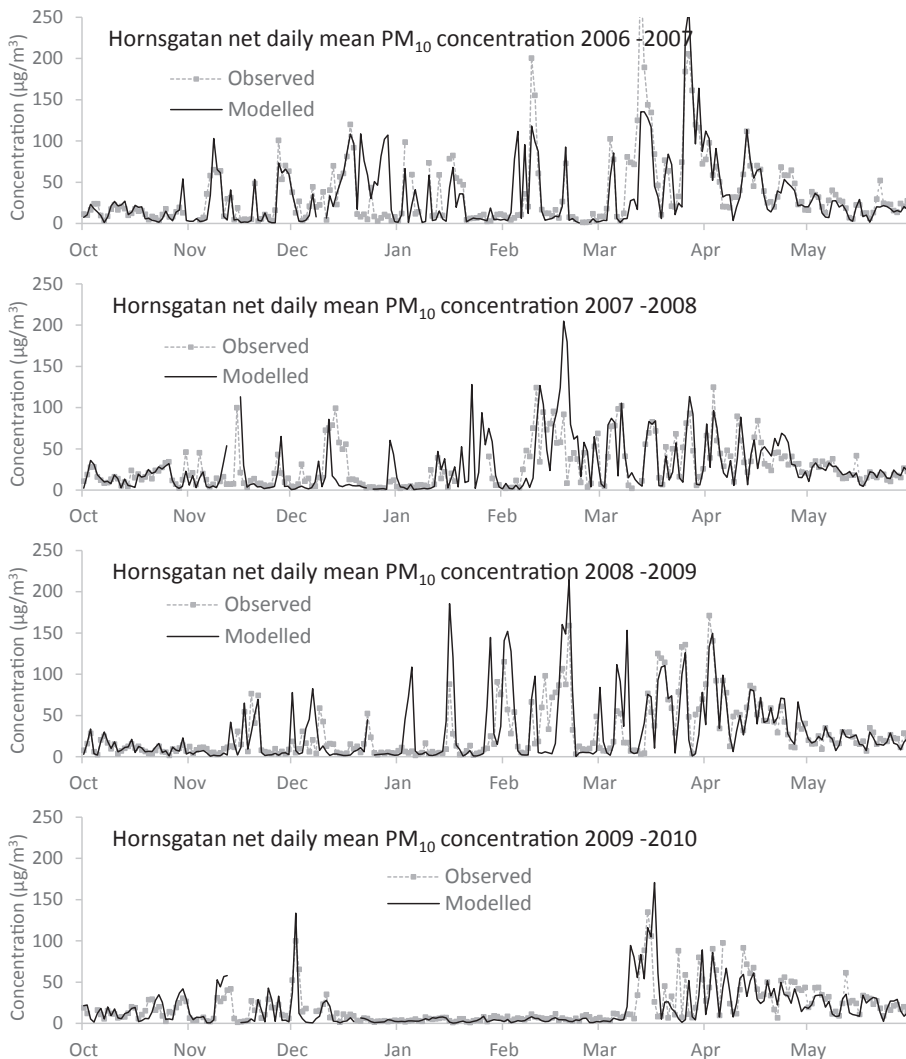 250
200
150
100
50
0
Concentration (µg/m³)
Hornsgatan net daily mean PM₁₀ concentration 2006 -2007
Observed
Modelled
Oct Nov Dec Jan Feb Mar Apr May
250
200
150
100
50
0
Concentration (µg/m³)
Hornsgatan net daily mean PM₁₀ concentration 2007 -2008
Observed
Modelled
Oct Nov Dec Jan Feb Mar Apr May
250
200
150
100
50
0
Concentration (µg/m³)
Hornsgatan net daily mean PM₁₀ concentration 2008 -2009
Observed
Modelled
Oct Nov Dec Jan Feb Mar Apr May
250
200
150
100
50
0
Concentration (µg/m³)
Hornsgatan net daily mean PM₁₀ concentration 2009 -2010
Observed
Modelled
Oct Nov Dec Jan Feb Mar Apr May